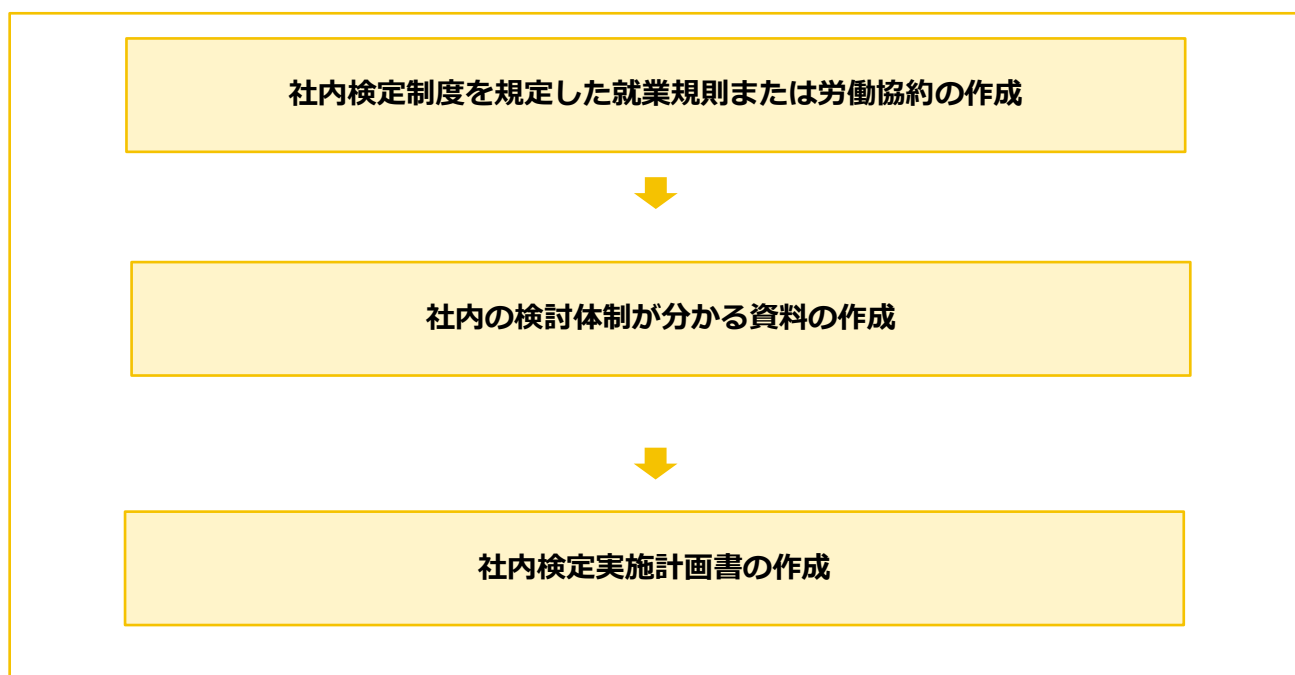 社内検定制度を規定した就業規則または労働協約の作成
社内の検討体制が分かる資料の作成
社内検定実施計画書の作成